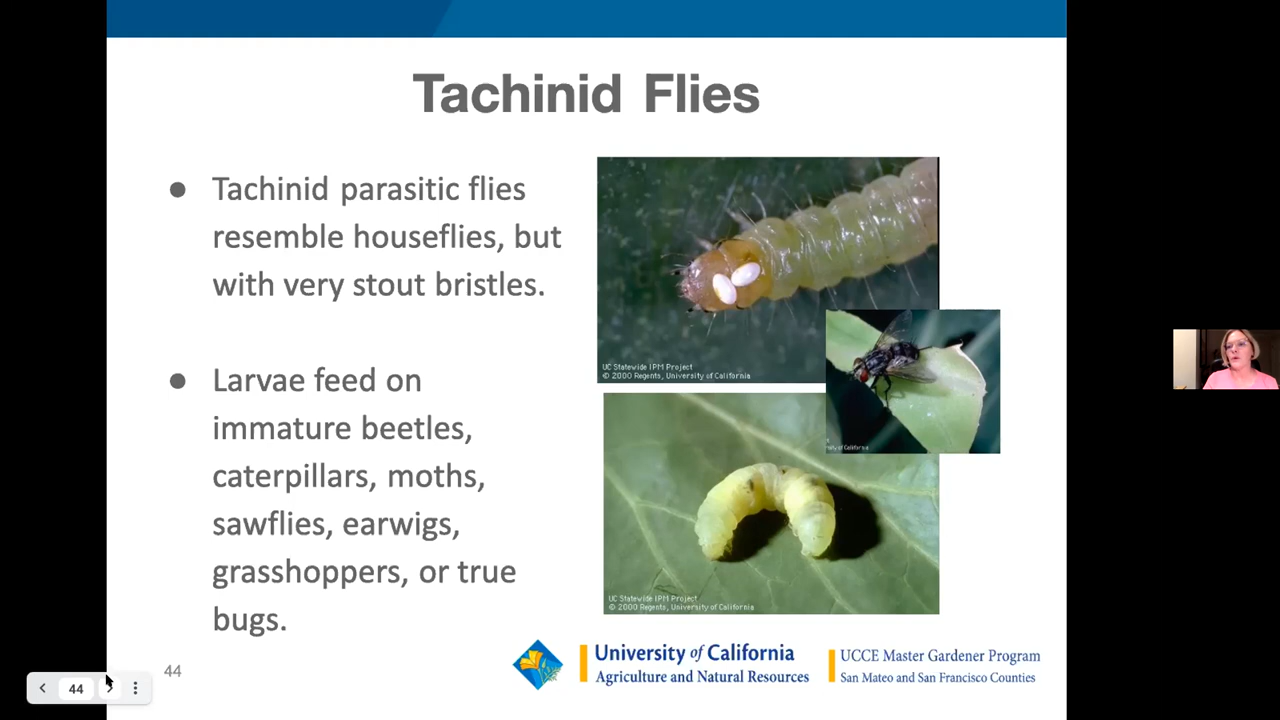 Tachinid Flies
● Tachinid parasitic flies
resemble houseflies, but
with very stout bristles.
● Larvae feed on
immature beetles,
caterpillars, moths,
sawflies, earwigs,
grasshoppers, or true
bugs.
UC Statewide IPM Project
© 2000 Regents, University of California
of California
UC Statewide IPM Project
© 2000 Regents, University of California
University of California
Agriculture and Natural Resources
UCCE Master Gardener Program
San Mateo and San Francisco Counties
44
44